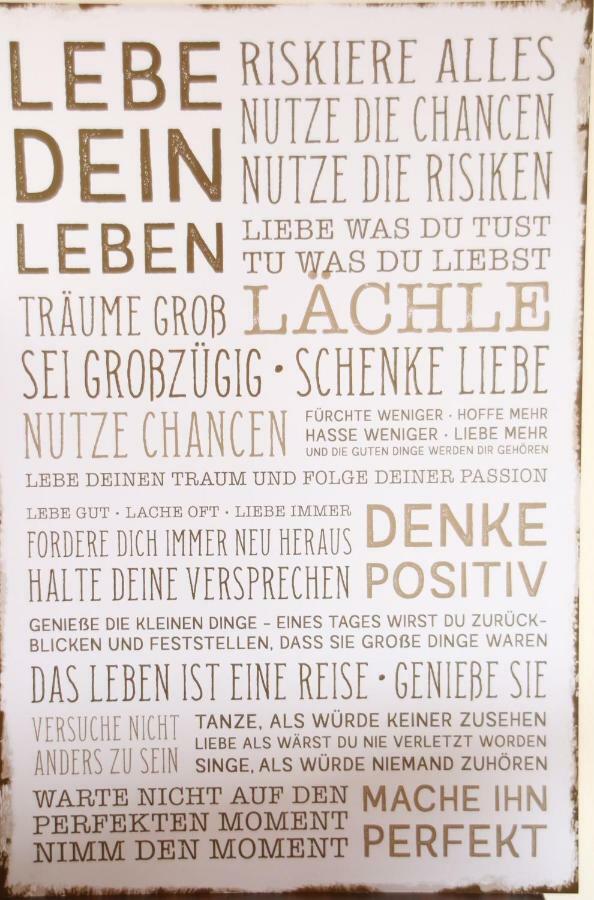 LEBE
DEIN
LEBEN
RISKIERE ALLES
NUTZE DIE CHANCEN
NUTZE DIE RISIKEN
LIEBE WAS DU TUST
TU WAS DU LIEBST
TRÄUME GROß
LÄCHLE
SEI GROßZÜGIG · SCHENKE LIEBE
NUTZE CHANCEN
FÜRCHTE WENIGER · HOFFE MEHR
HASSE WENIGER · LIEBE MEHR
UND DIE GUTEN DINGE WERDEN DIR GEHÖREN
LEBE DEINEN TRAUM UND FOLGE DEINER PASSION
LEBE GUT · LACHE OFT · LIEBE IMMER
FORDERE DICH IMMER NEU HERAUS
HALTE DEINE VERSPRECHEN
DENKE
POSITIV
GENIEßE DIE KLEINEN DINGE – EINES TAGES WIRST DU ZURÜCK-
BLICKEN UND FESTSTELLEN, DASS SIE GROßE DINGE WAREN
DAS LEBEN IST EINE REISE · GENIEßE SIE
VERSUCHE NICHT
ANDERS ZU SEIN
TANZE, ALS WÜRDE KEINER ZUSEHEN
LIEBE ALS WÄRST DU NIE VERLETZT WORDEN
SINGE, ALS WÜRDE NIEMAND ZUHÖREN
WARTE NICHT AUF DEN
PERFEKTEN MOMENT
NIMM DEN MOMENT
MACHE IHN
PERFEKT